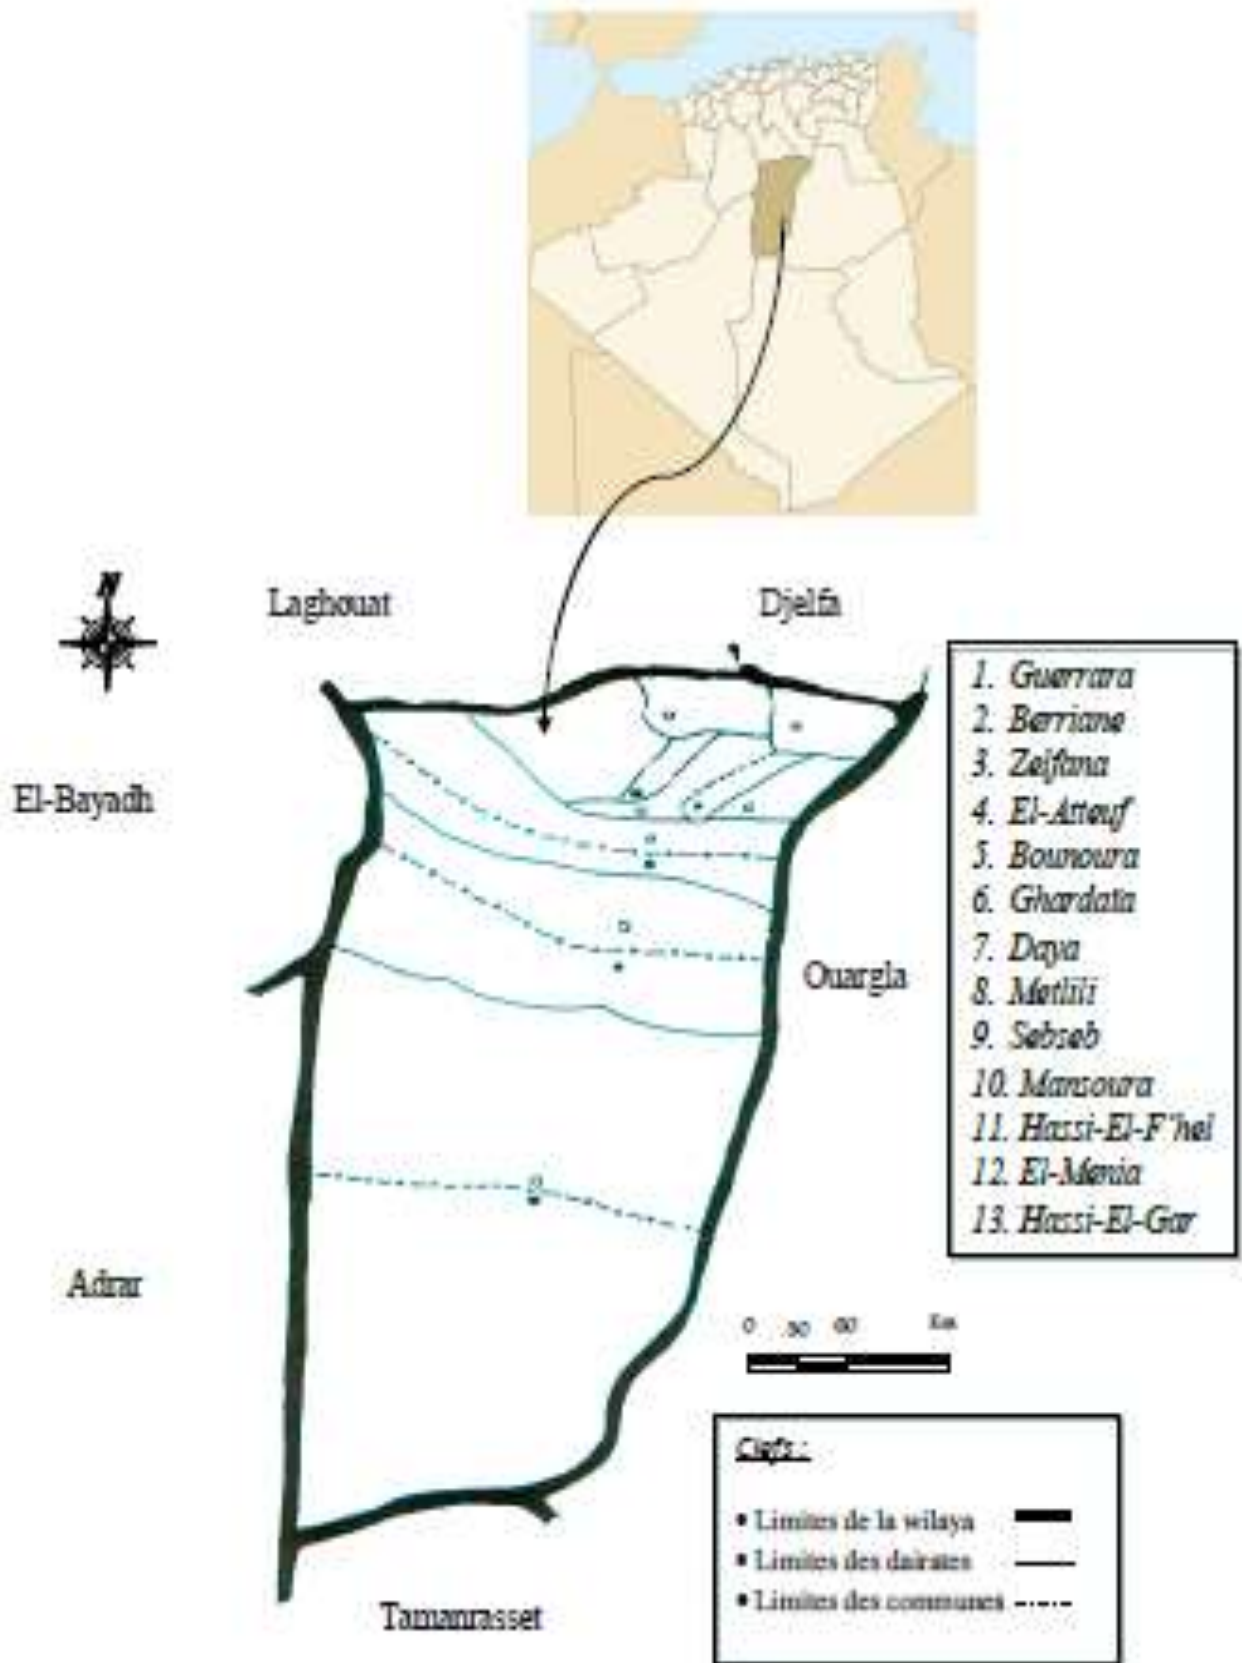 N
Laghouat
Djelfa
El-Bayadh
1. Guerrara
2. Berriane
3. Zelfana
4. El-Atteuf
5. Bounoura
6. Ghardaïa
7. Daya
8. Metlili
9. Sebseb
10. Mansoura
11. Hassi-El-F'hel
12. El-Menia
13. Hassi-El-Gar
Ouargla
Adrar
0 30 60 Km
Clefs :
• Limites de la wilaya
• Limites des dairates
• Limites des communes
Tamanrasset